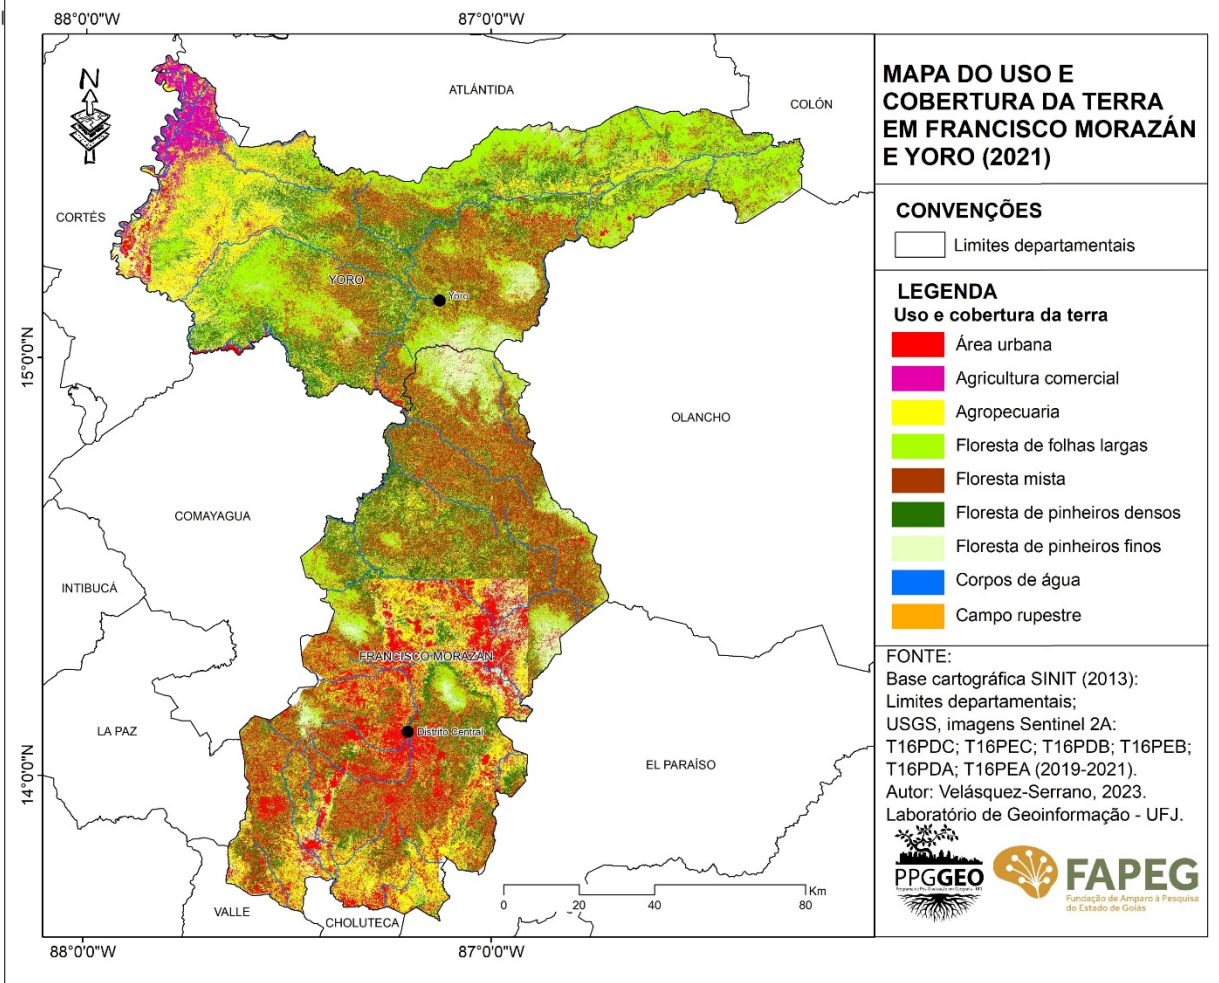 88°0'0"W
87°0'0"W
N
ATLÁNTIDA
COLÓN
CORTÉS
YORO
Yoro
15°0'0"N
OLANCHO
COMAYAGUA
INTIBUCÁ
FRANCISCO MORAZÁN
LA PAZ
Distrito Central
EL PARAÍSO
14°0'0"N
VALLE
CHOLUTECA
0 20 40 80
Km
88°0'0"W
87°0'0"W
MAPA DO USO E
COBERTURA DA TERRA
EM FRANCISCO MORAZÁN
E YORO (2021)
CONVENÇÕES
Limites departamentais
LEGENDA
Uso e cobertura da terra
Área urbana
Agricultura comercial
Agropecuaria
Floresta de folhas largas
Floresta mista
Floresta de pinheiros densos
Floresta de pinheiros finos
Corpos de água
Campo rupestre
FONTE:
Base cartográfica SINIT (2013):
Limites departamentais;
USGS, imagens Sentinel 2A:
T16PDC; T16PEC; T16PDB; T16PEB;
T16PDA; T16PEA (2019-2021).
Autor: Velásquez-Serrano, 2023.
Laboratório de Geoinformação - UFJ.
PPGGEO
FAPEG
Fundação de Amparo à Pesquisa
do Estado de Goiás